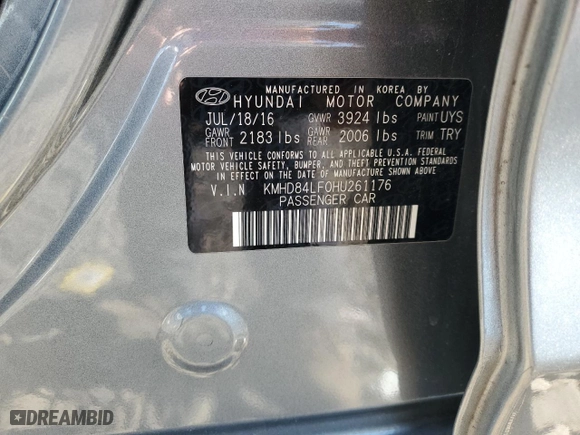 MANUFACTURED IN KOREA BY
HYUNDAI MOTOR COMPANY
JUL/18/16 GVWR 3924 lbs PAINT UYS
GAWR FRONT 2183 lbs GAWR REAR 2006 lbs TRIM TRY
THIS VEHICLE CONFORMS TO ALL APPLICABLE U.S.A. FEDERAL
MOTOR VEHICLE SAFETY, BUMPER, AND THEFT PREVENTION STANDARDS
IN EFFECT ON THE DATE OF MANUFACTURE SHOWN ABOVE.
V.I.N KMHD84LF0HU261176
PASSENGER CAR
DREAMBID